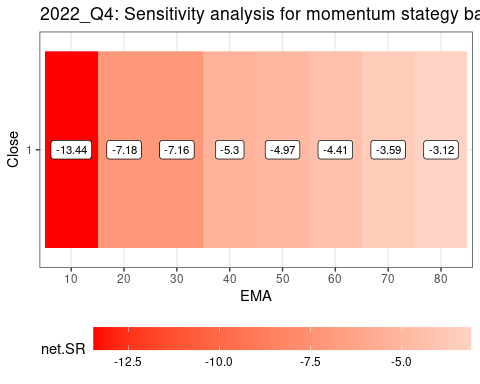 2022_Q4: Sensitivity analysis for momentum stategy ba
Close
1
-13.44 -7.18 -7.16 -5.3 -4.97 -4.41 -3.59 -3.12
10 20 30 40 50 60 70 80
EMA
net.SR
-12.5 -10.0 -7.5 -5.0